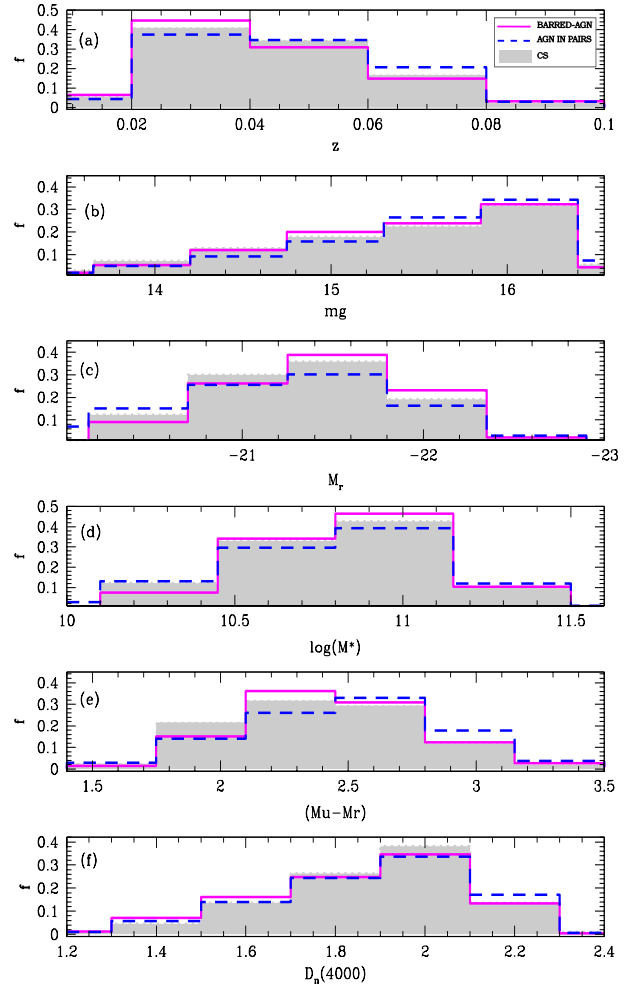 0.5
0.4
0.3
0.2
0.1
0
f
(a)
BARRED-AGN
AGN IN PAIRS
CS
0.02 0.04 0.06 0.08 0.1
z
0.4
0.3
0.2
0.1
f
(b)
14 15 16
mg
0.4
0.3
0.2
0.1
f
(c)
−21 −22 −23
M_r
0.5
0.4
0.3
0.2
0.1
f
(d)
10 10.5 11 11.5
log(M*)
0.4
0.3
0.2
0.1
0
f
(e)
1.5 2 2.5 3 3.5
(Mu−Mr)
0.4
0.3
0.2
0.1
0
f
(f)
1.2 1.4 1.6 1.8 2 2.2 2.4
D_n(4000)